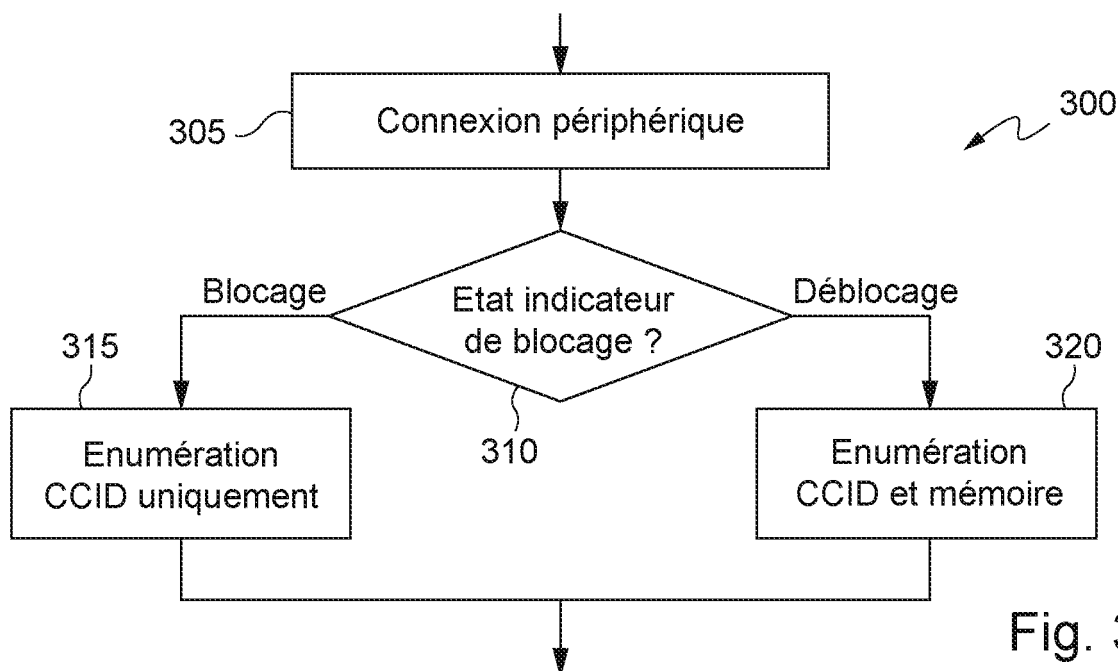 Connexion périphérique
305
300
Blocage
Etat indicateur
de blocage ?
Déblocage
315
310
320
Enumération
CCID uniquement
Enumération
CCID et mémoire
Fig. 3